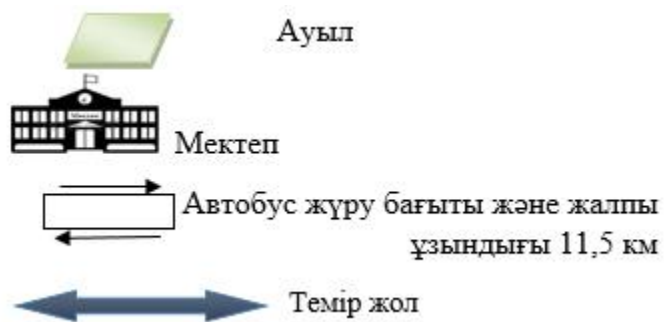 Ауыл
Мектеп
Автобус жүру бағыты және жалпы
ұзындығы 11,5 км
Темір жол